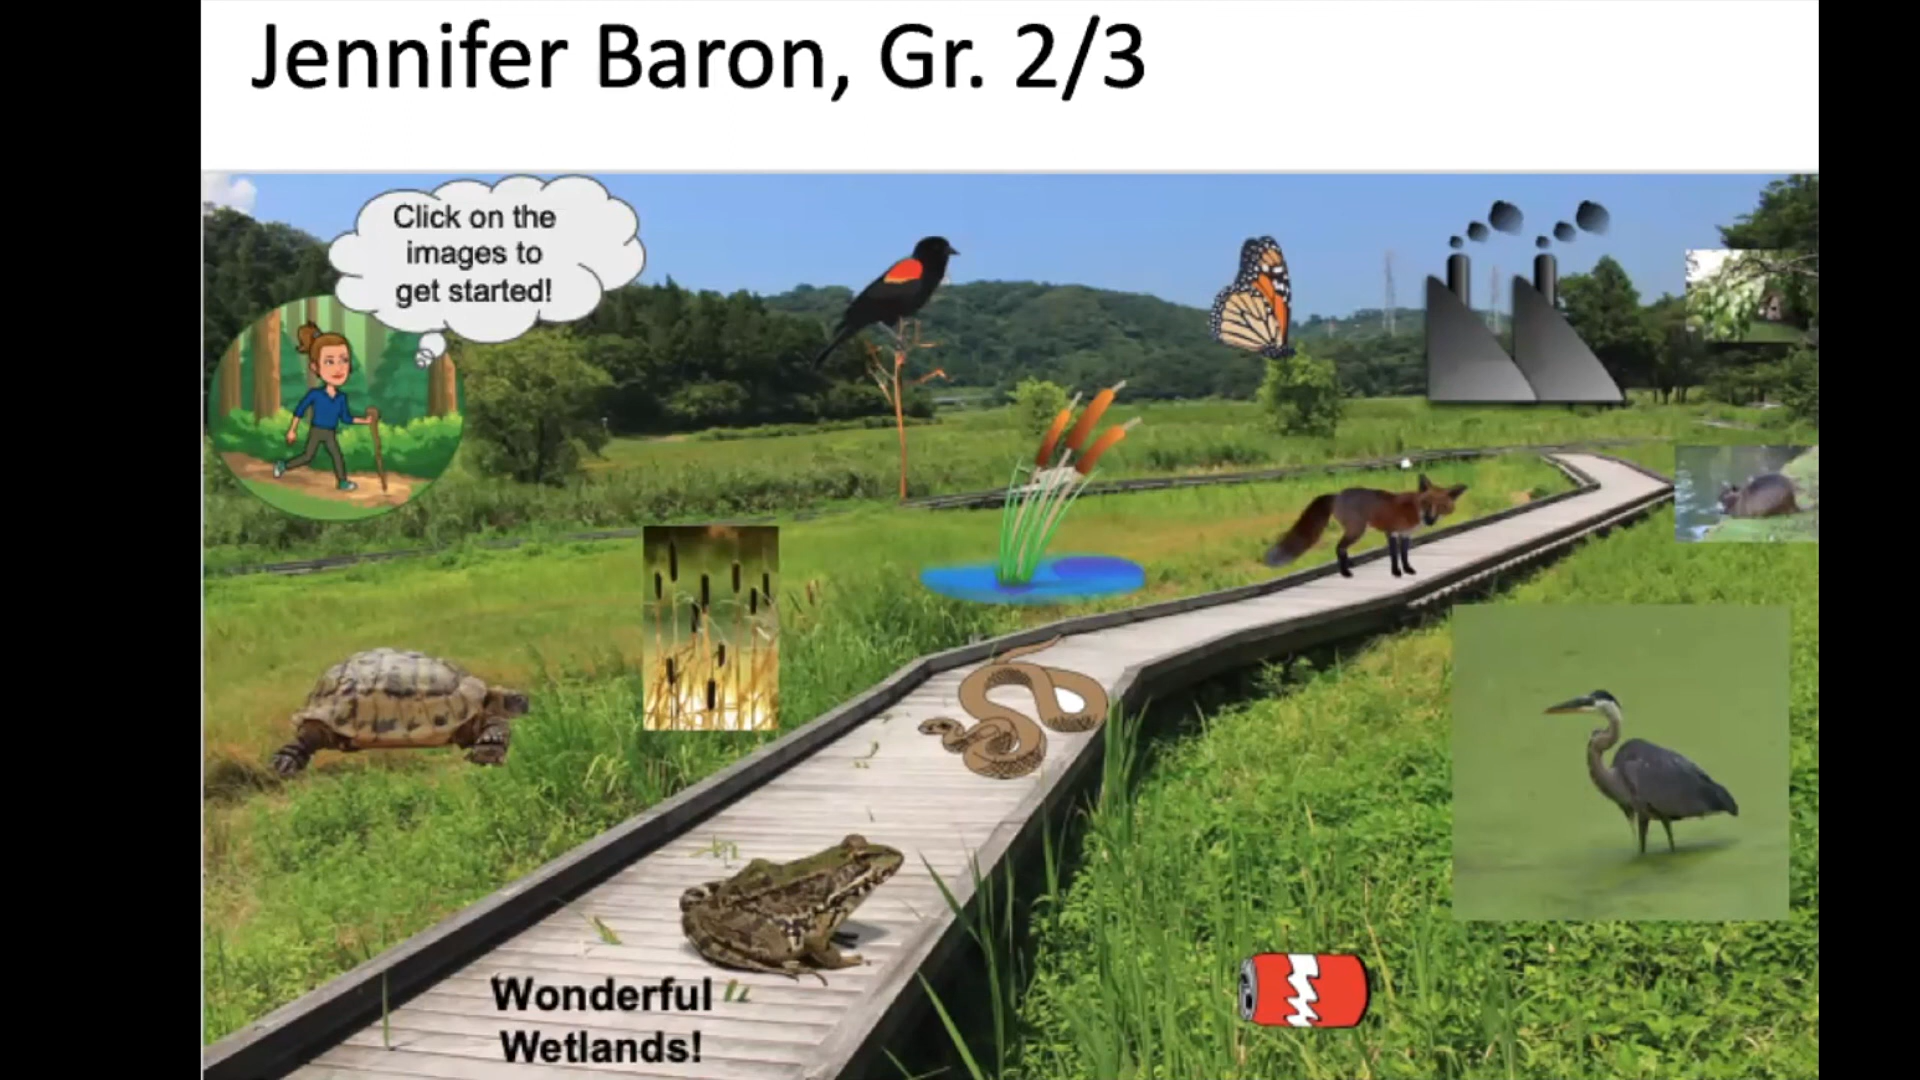 Jennifer Baron, Gr. 2/3
Click on the
images to
get started!
Wonderful
Wetlands!